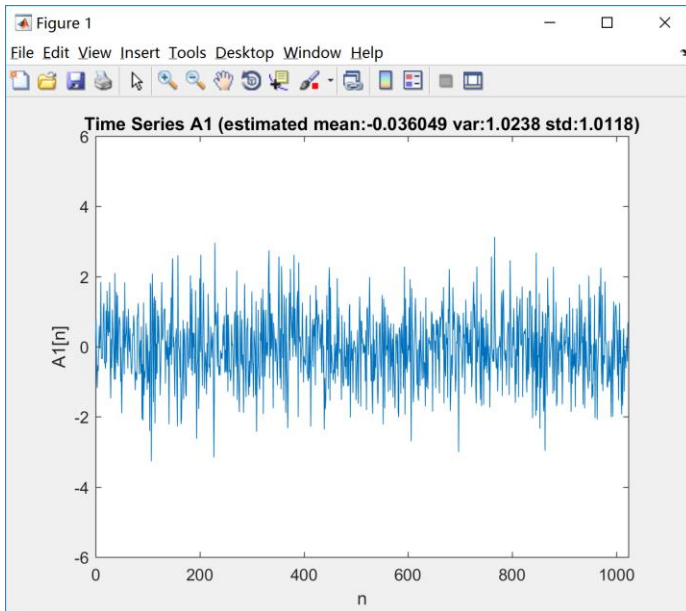 Figure 1
File Edit View Insert Tools Desktop Window Help
Time Series A1 (estimated mean:-0.036049 var:1.0238 std:1.0118)
6
4
2
0
-2
-4
-6
A1[n]
0 200 400 600 800 1000
n